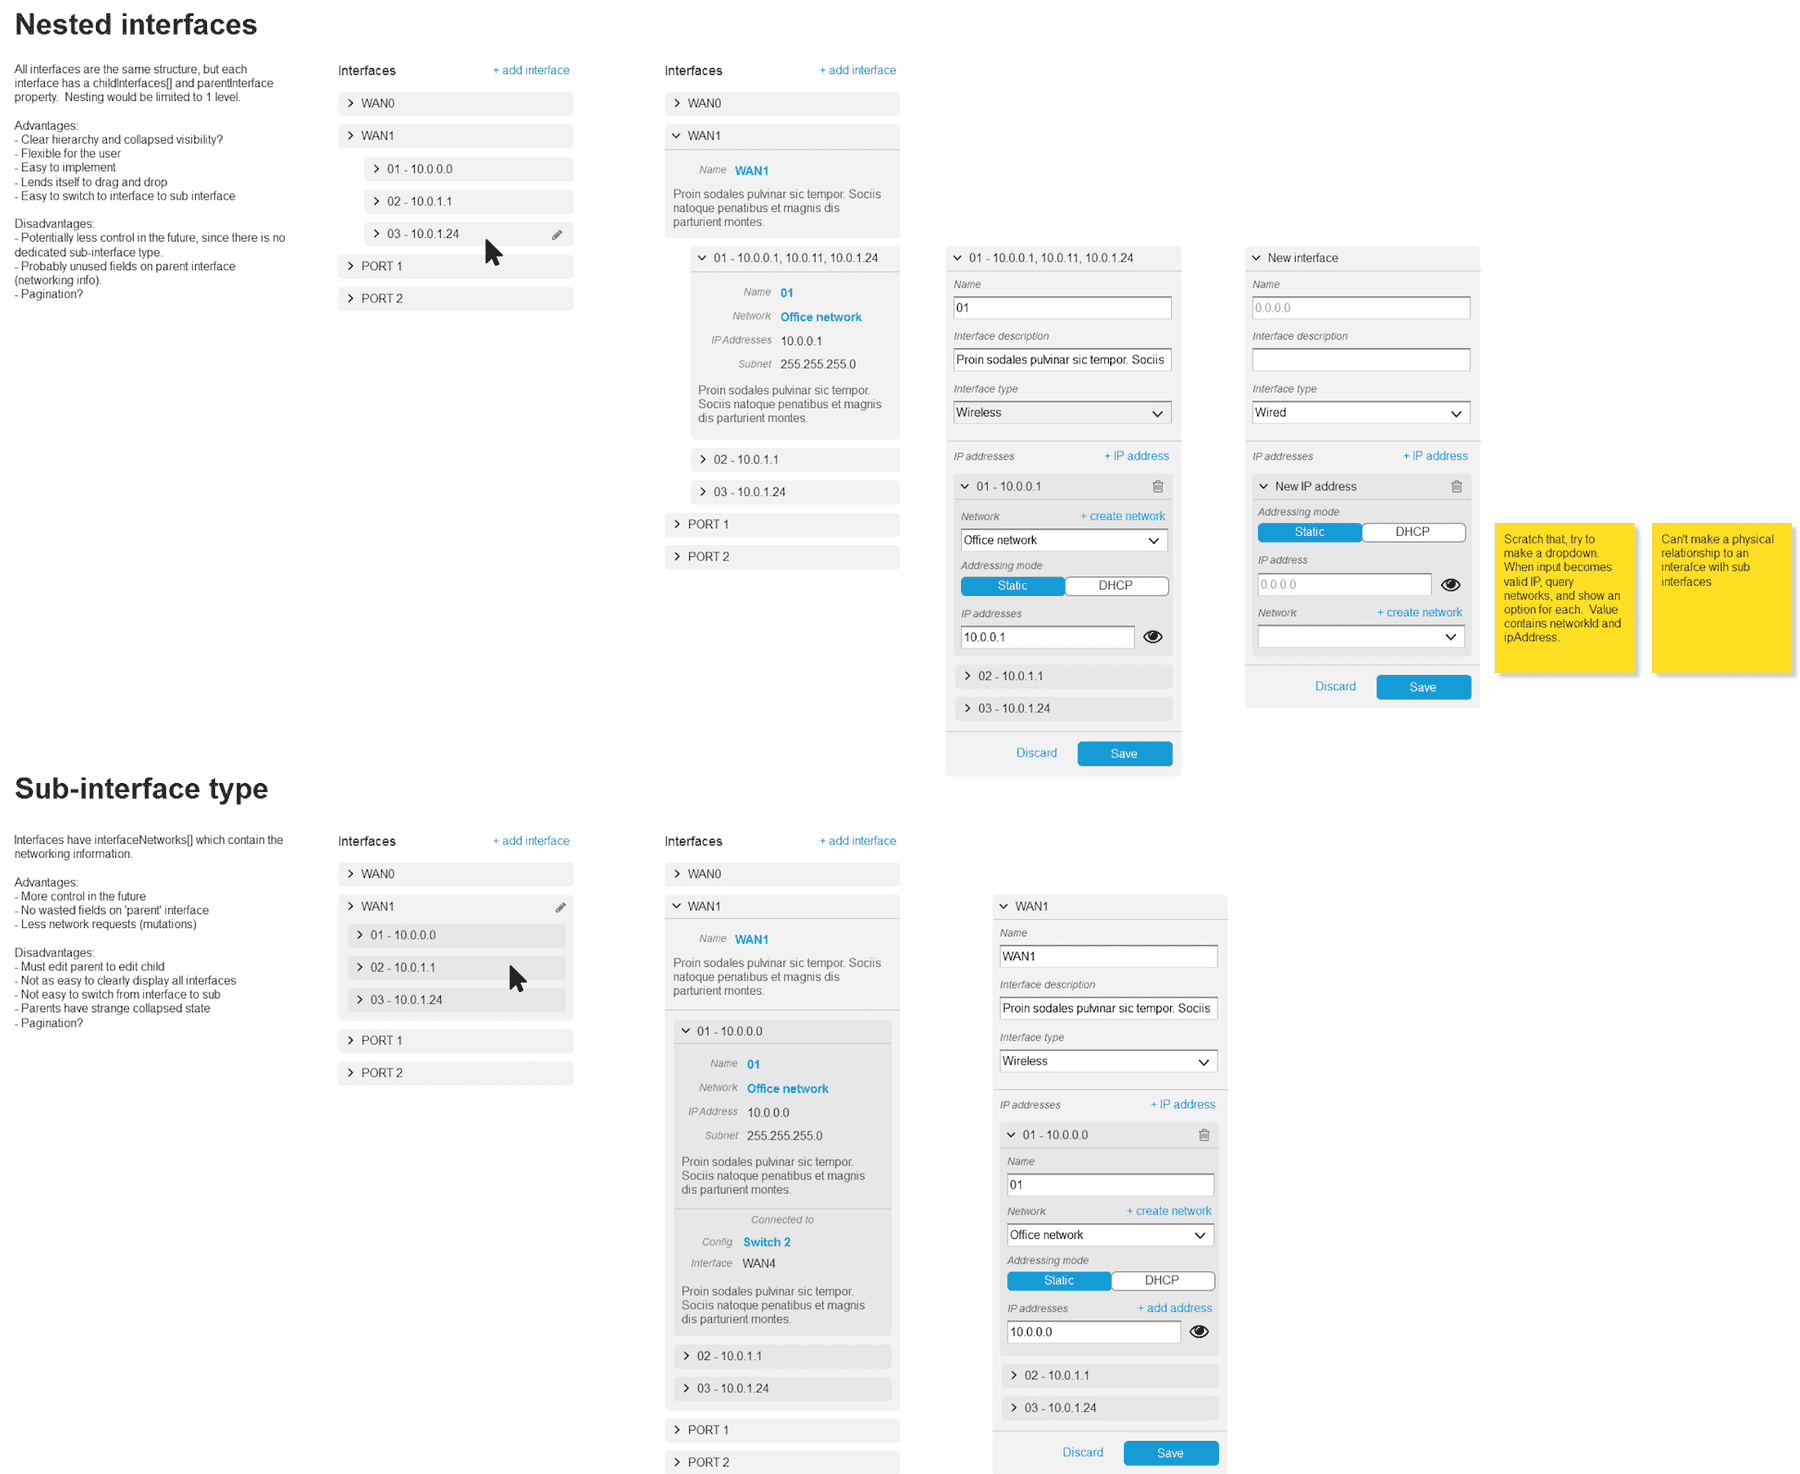 Nested interfaces
All interfaces are the same structure, but each
interface has a childInterfaces[] and parentInterface
property.  Nesting would be limited to 1 level.
Advantages:
- Clear hierarchy and collapsed visibility?
- Flexible for the user
- Easy to implement
- Lends itself to drag and drop
- Easy to switch to interface to sub interface
Disadvantages:
- Potentially less control in the future, since there is no
dedicated sub-interface type.
- Probably unused fields on parent interface
(networking info).
- Pagination?
Interfaces + add interface
WAN0
WAN1
01 - 10.0.0.0
02 - 10.0.1.1
03 - 10.0.1.24
PORT 1
PORT 2
Interfaces + add interface
WAN0
WAN1
Name WAN1
Proin sodales pulvinar sic tempor. Sociis
natoque penatibus et magnis dis
parturient montes.
01 - 10.0.0.1, 10.0.11, 10.0.1.24
Name 01
Network Office network
IP Addresses 10.0.0.1
Subnet 255.255.255.0
Proin sodales pulvinar sic tempor.
Sociis natoque penatibus et magnis
dis parturient montes.
02 - 10.0.1.1
03 - 10.0.1.24
PORT 1
PORT 2
01 - 10.0.0.1, 10.0.11, 10.0.1.24
Name
01
Interface description
Proin sodales pulvinar sic tempor. Sociis
Interface type
Wireless
IP addresses + IP address
01 - 10.0.0.1
Network + create network
Office network
Addressing mode
Static DHCP
IP addresses
10.0.0.1
02 - 10.0.1.1
03 - 10.0.1.24
Discard Save
New interface
Name
0.0.0.0
Interface description
Interface type
Wired
IP addresses + IP address
New IP address
Addressing mode
Static DHCP
IP address
0.0.0.0
Network + create network
Discard Save
Scratch that, try to
make a dropdown.
When input becomes
valid IP, query
networks, and show an
option for each.  Value
contains networkId and
ipAddress.
Can't make a physical
relationship to an
interafce with sub
interfaces
Sub-interface type
Interfaces have interfaceNetworks[] which contain the
networking information.
Advantages:
- More control in the future
- No wasted fields on 'parent' interface
- Less network requests (mutations)
Disadvantages:
- Must edit parent to edit child
- Not as easy to clearly display all interfaces
- Not easy to switch from interface to sub
- Parents have strange collapsed state
- Pagination?
Interfaces + add interface
WAN0
WAN1
01 - 10.0.0.0
02 - 10.0.1.1
03 - 10.0.1.24
PORT 1
PORT 2
Interfaces + add interface
WAN0
WAN1
Name WAN1
Proin sodales pulvinar sic tempor. Sociis
natoque penatibus et magnis dis
parturient montes.
01 - 10.0.0.0
Name 01
Network Office network
IP Address 10.0.0.0
Subnet 255.255.255.0
Proin sodales pulvinar sic tempor.
Sociis natoque penatibus et magnis
dis parturient montes.
Connected to
Config Switch 2
Interface WAN4
Proin sodales pulvinar sic tempor.
Sociis natoque penatibus et magnis
dis parturient montes.
02 - 10.0.1.1
03 - 10.0.1.24
PORT 1
PORT 2
WAN1
Name
WAN1
Interface description
Proin sodales pulvinar sic tempor. Sociis
Interface type
Wireless
IP addresses + IP address
01 - 10.0.0.0
Name
01
Network + create network
Office network
Addressing mode
Static DHCP
IP addresses + add address
10.0.0.0
02 - 10.0.1.1
03 - 10.0.1.24
Discard Save